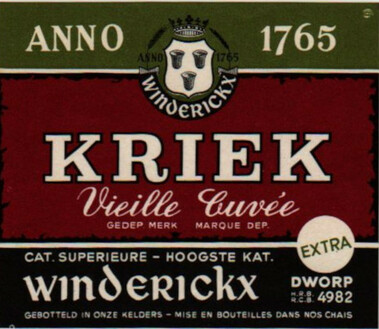 ANNO 1765
ANNO 1765
WINDERICKX
KRIEK
Vieille Cuvée
GEDEP. MERK MARQUE DEP.
EXTRA
CAT. SUPERIEURE - HOOGSTE KAT.
WINDERICKX
DWORP
H.R.B.
R.C.B. 4982
GEBOTTELD IN ONZE KELDERS - MISE EN BOUTEILLES DANS NOS CHAIS